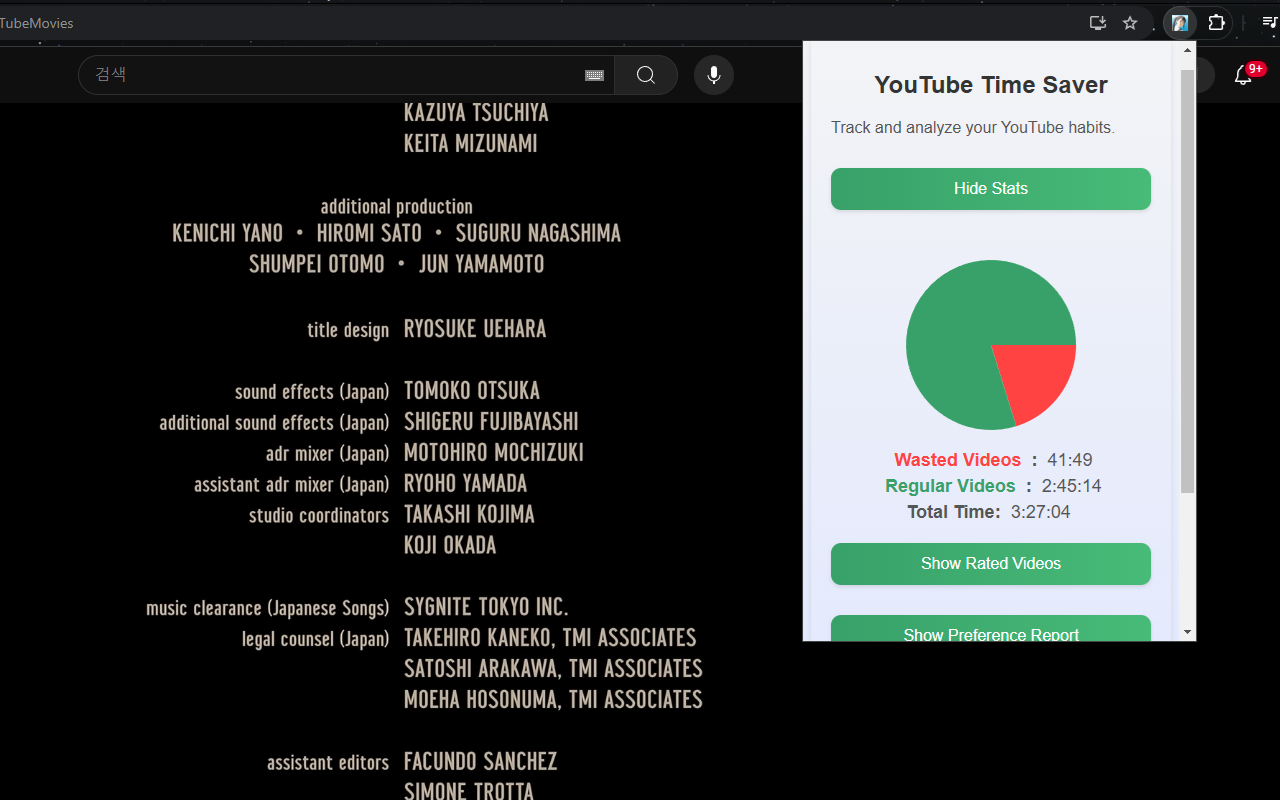 TubeMovies
검색
9+
KAZUYA TSUCHIYA
KEITA MIZUNAMI
additional production
KENICHI YANO • HIROMI SATO • SUGURU NAGASHIMA
SHUMPEI OTOMO • JUN YAMAMOTO
title design RYOSUKE UEHARA
sound effects (Japan) TOMOKO OTSUKA
additional sound effects (Japan) SHIGERU FUJIBAYASHI
adr mixer (Japan) MOTOHIRO MOCHIZUKI
assistant adr mixer (Japan) RYOHO YAMADA
studio coordinators TAKASHI KOJIMA
KOJI OKADA
music clearance (Japanese Songs) SYGNITE TOKYO INC.
legal counsel (Japan) TAKEHIRO KANEKO, TMI ASSOCIATES
SATOSHI ARAKAWA, TMI ASSOCIATES
MOEHA HOSONUMA, TMI ASSOCIATES
assistant editors FACUNDO SANCHEZ
SIMONE TROTTA
YouTube Time Saver
Track and analyze your YouTube habits.
Hide Stats
Wasted Videos : 41:49
Regular Videos : 2:45:14
Total Time: 3:27:04
Show Rated Videos
Show Preference Report